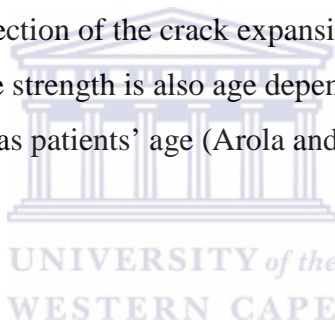 ection of the crack expansi
e strength is also age depen
as patients' age (Arola and
UNIVERSITY of the
WESTERN CAPE